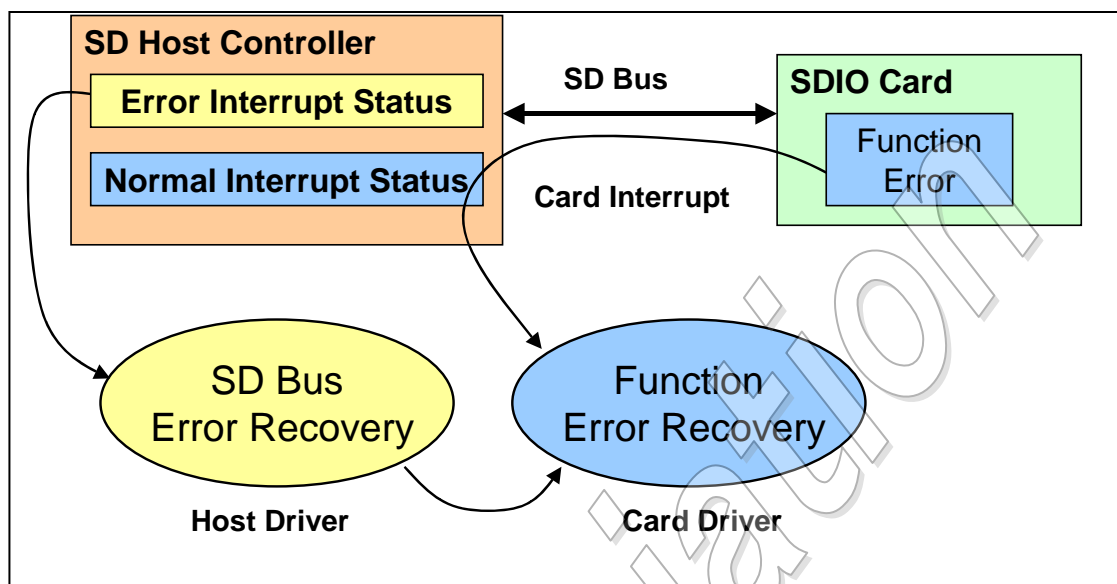 SD Host Controller
Error Interrupt Status
Normal Interrupt Status
SD Bus
SDIO Card
Function
Error
Card Interrupt
SD Bus
Error Recovery
Function
Error Recovery
Host Driver
Card Driver